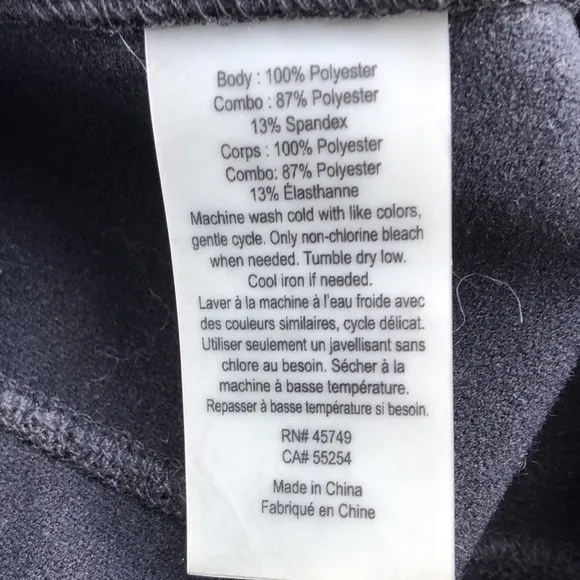 Body : 100% Polyester
Combo : 87% Polyester
13% Spandex
Corps : 100% Polyester
Combo: 87% Polyester
13% Élasthanne
Machine wash cold with like colors,
gentle cycle. Only non-chlorine bleach
when needed. Tumble dry low.
Cool iron if needed.
Laver à la machine à l'eau froide avec
des couleurs similaires, cycle délicat.
Utiliser seulement un javellisant sans
chlore au besoin. Sécher à la
machine à basse température.
Repasser à basse température si besoin.
RN# 45749
CA# 55254
Made in China
Fabriqué en Chine